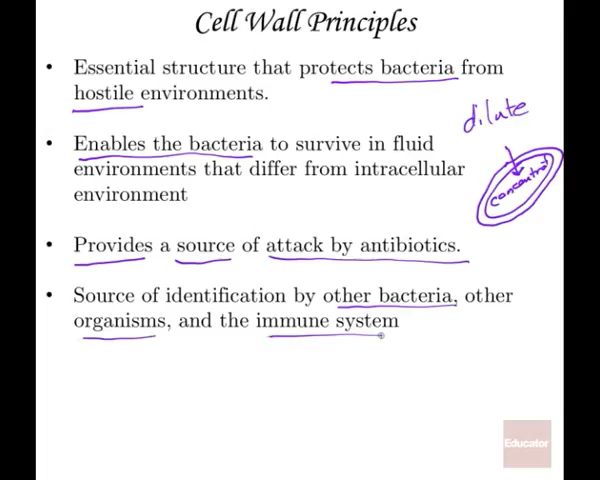 Cell Wall Principles
• Essential structure that protects bacteria from
hostile environments.
dilute
• Enables the bacteria to survive in fluid
environments that differ from intracellular
environment
• Provides a source of attack by antibiotics.
• Source of identification by other bacteria, other
organisms, and the immune system
Educator